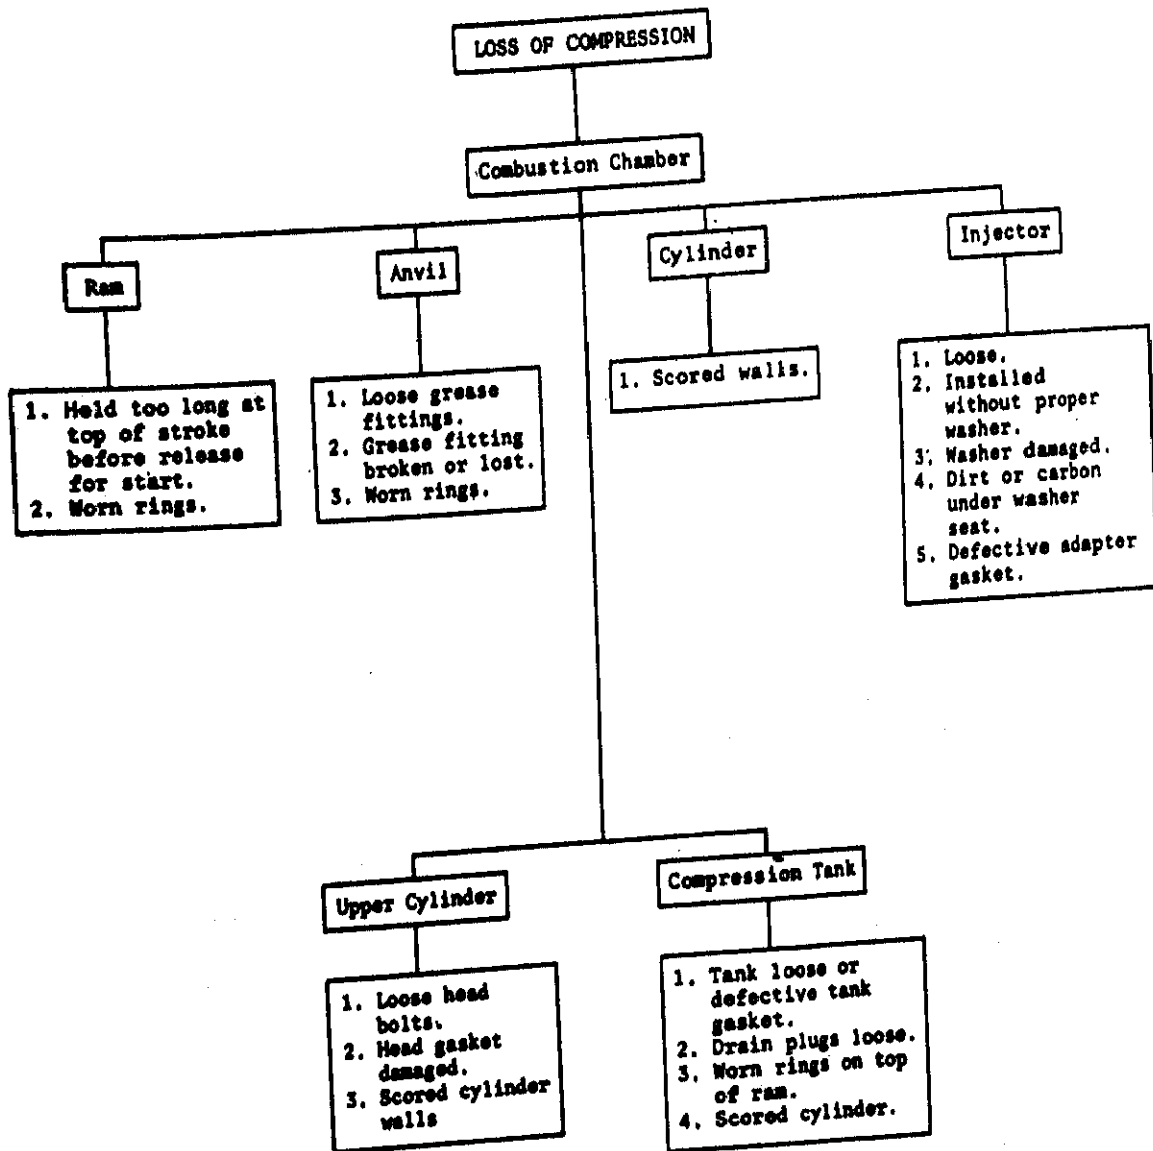 LOSS OF COMPRESSION
Combustion Chamber
Ram
Anvil
Cylinder
Injector
1. Held too long at
top of stroke
before release
for start.
2. Worn rings.
1. Loose grease
fittings.
2. Grease fitting
broken or lost.
3. Worn rings.
1. Scored walls.
1. Loose.
2. Installed
without proper
washer.
3. Washer damaged.
4. Dirt or carbon
under washer
seat.
5. Defective adapter
gasket.
Upper Cylinder
Compression Tank
1. Loose head
bolts.
2. Head gasket
damaged.
3. Scored cylinder
walls
1. Tank loose or
defective tank
gasket.
2. Drain plugs loose.
3. Worn rings on top
of ram.
4. Scored cylinder.